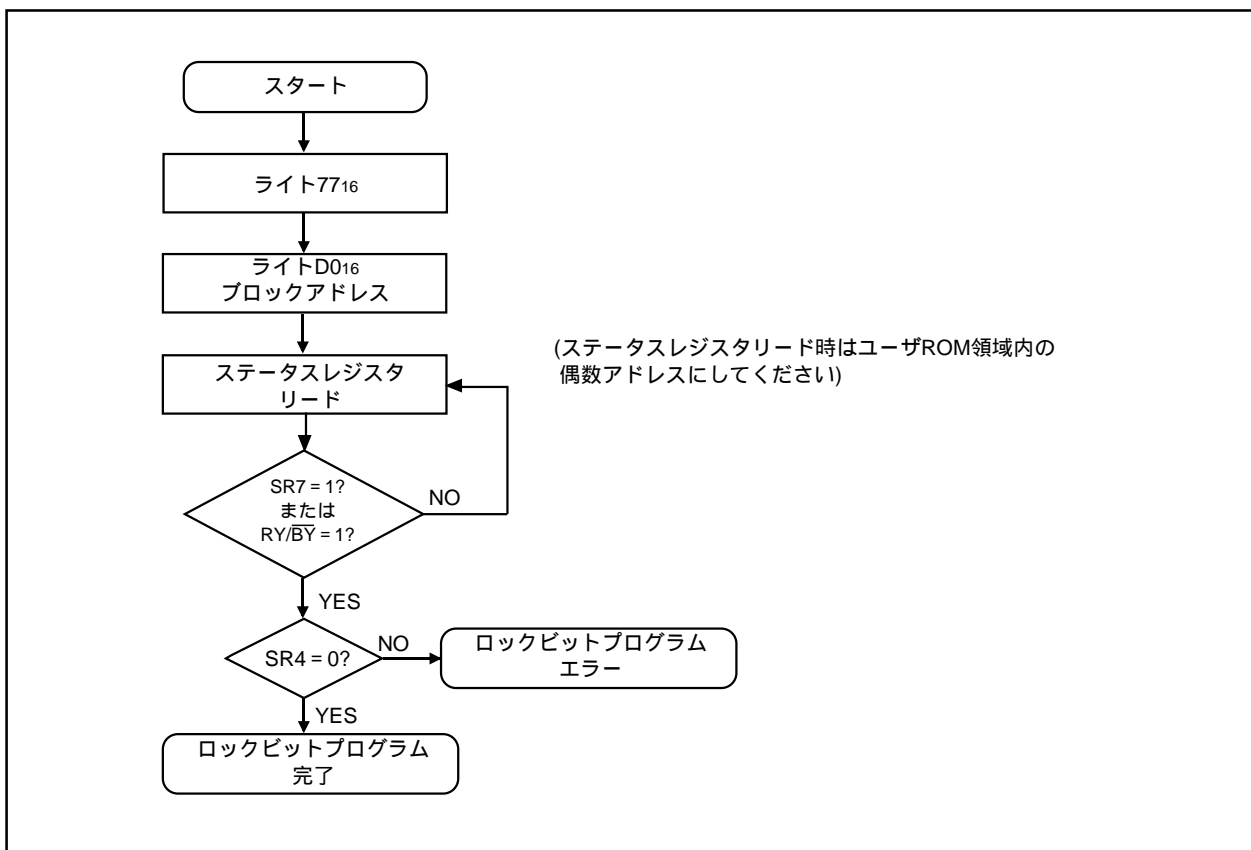 スタート
ライト77₁₆
ライトD0₁₆
ブロックアドレス
ステータスレジスタ
リード
(ステータスレジスタリード時はユーザROM領域内の
偶数アドレスにしてください)
SR7 = 1?
または
RY/B̅Y̅ = 1?
NO
YES
SR4 = 0?
NO
ロックビットプログラム
エラー
YES
ロックビットプログラム
完了